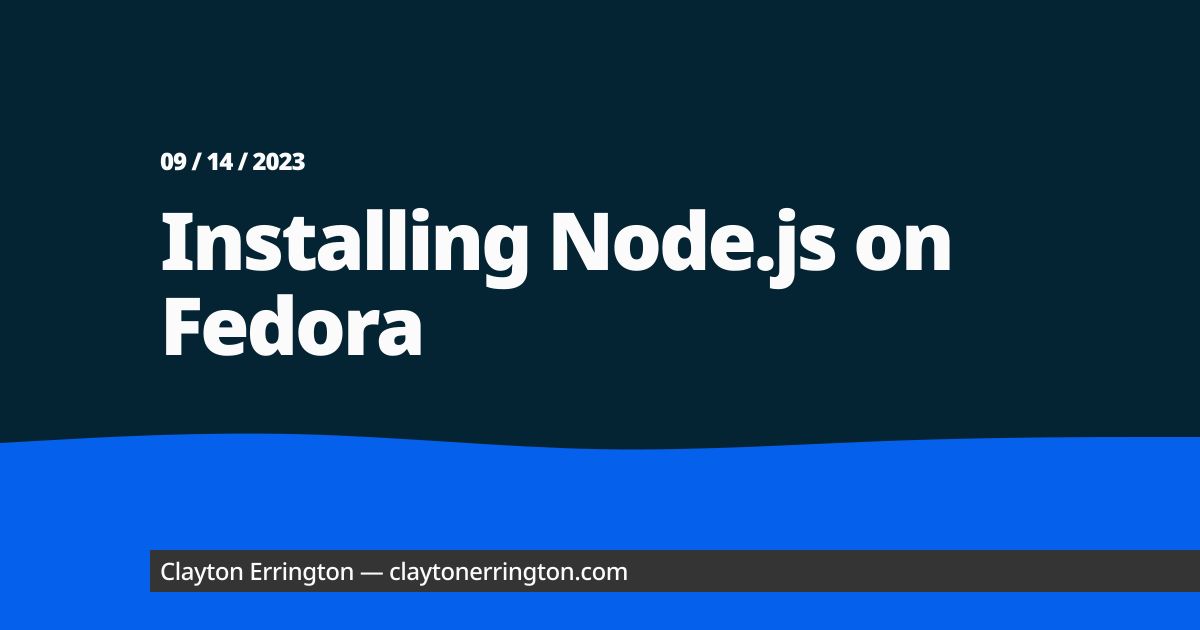 09 / 14 / 2023
Installing Node.js on
Fedora
Clayton Errington — claytonerrington.com